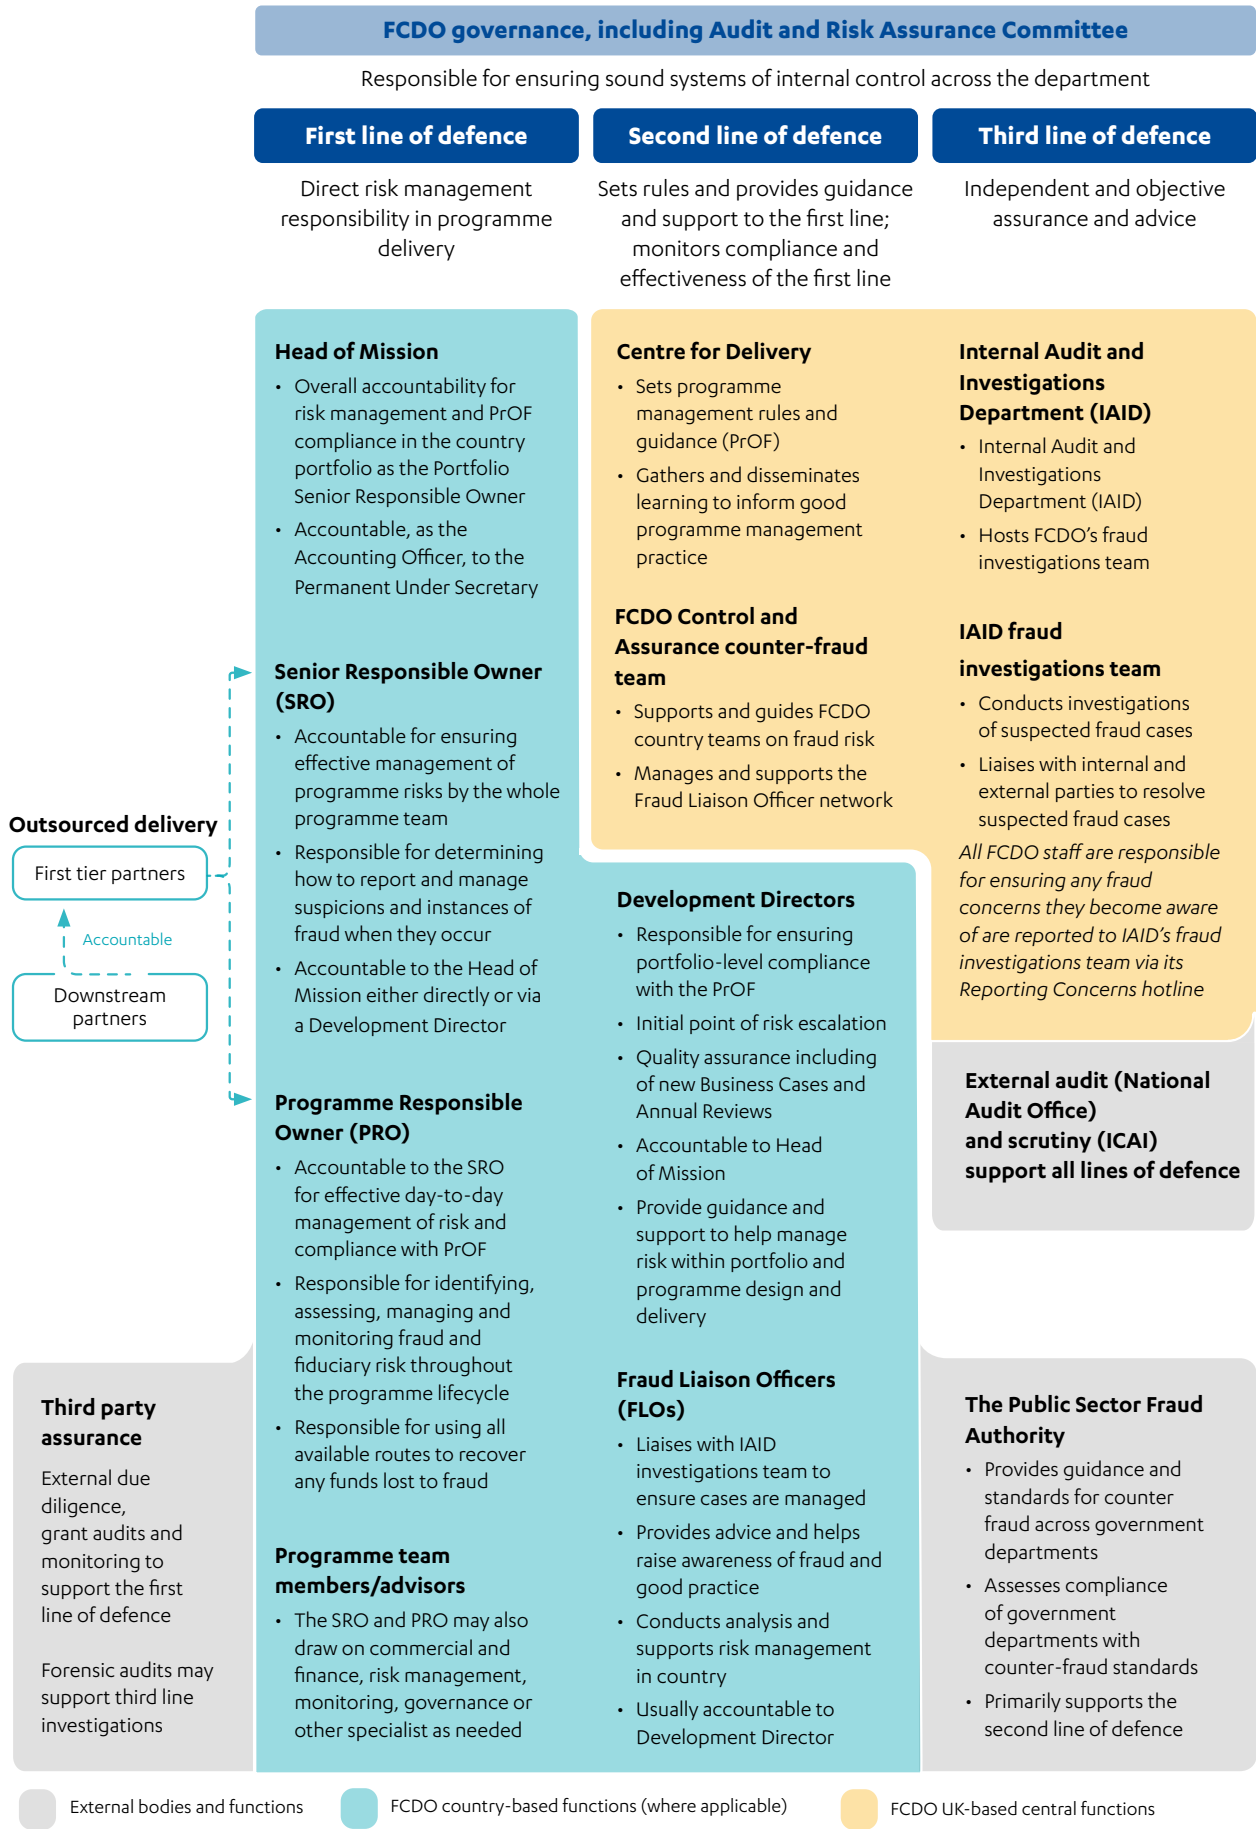 FCDO governance, including Audit and Risk Assurance Committee
Responsible for ensuring sound systems of internal control across the department
First line of defence
Direct risk management
responsibility in programme
delivery
Second line of defence
Sets rules and provides guidance
and support to the first line;
monitors compliance and
effectiveness of the first line
Third line of defence
Independent and objective
assurance and advice
Outsourced delivery
First tier partners
Accountable
Downstream
partners
Third party
assurance
External due
diligence,
grant audits and
monitoring to
support the first
line of defence
Forensic audits may
support third line
investigations
Head of Mission
• Overall accountability for
risk management and PrOF
compliance in the country
portfolio as the Portfolio
Senior Responsible Owner
• Accountable, as the
Accounting Officer, to the
Permanent Under Secretary
Senior Responsible Owner
(SRO)
• Accountable for ensuring
effective management of
programme risks by the whole
programme team
• Responsible for determining
how to report and manage
suspicions and instances of
fraud when they occur
• Accountable to the Head of
Mission either directly or via
a Development Director
Programme Responsible
Owner (PRO)
• Accountable to the SRO
for effective day-to-day
management of risk and
compliance with PrOF
• Responsible for identifying,
assessing, managing and
monitoring fraud and
fiduciary risk throughout
the programme lifecycle
• Responsible for using all
available routes to recover
any funds lost to fraud
Programme team
members/advisors
• The SRO and PRO may also
draw on commercial and
finance, risk management,
monitoring, governance or
other specialist as needed
Centre for Delivery
• Sets programme
management rules and
guidance (PrOF)
• Gathers and disseminates
learning to inform good
programme management
practice
FCDO Control and
Assurance counter-fraud
team
• Supports and guides FCDO
country teams on fraud risk
• Manages and supports the
Fraud Liaison Officer network
Development Directors
• Responsible for ensuring
portfolio-level compliance
with the PrOF
• Initial point of risk escalation
• Quality assurance including
of new Business Cases and
Annual Reviews
• Accountable to Head
of Mission
• Provide guidance and
support to help manage
risk within portfolio and
programme design and
delivery
Fraud Liaison Officers
(FLOs)
• Liaises with IAID
investigations team to
ensure cases are managed
• Provides advice and helps
raise awareness of fraud and
good practice
• Conducts analysis and
supports risk management
in country
• Usually accountable to
Development Director
Internal Audit and
Investigations
Department (IAID)
• Internal Audit and
Investigations
Department (IAID)
• Hosts FCDO’s fraud
investigations team
IAID fraud
investigations team
• Conducts investigations
of suspected fraud cases
• Liaises with internal and
external parties to resolve
suspected fraud cases
All FCDO staff are responsible
for ensuring any fraud
concerns they become aware
of are reported to IAID’s fraud
investigations team via its
Reporting Concerns hotline
External audit (National
Audit Office)
and scrutiny (ICAI)
support all lines of defence
The Public Sector Fraud
Authority
• Provides guidance and
standards for counter
fraud across government
departments
• Assesses compliance
of government
departments with
counter-fraud standards
• Primarily supports the
second line of defence
External bodies and functions
FCDO country-based functions (where applicable)
FCDO UK-based central functions